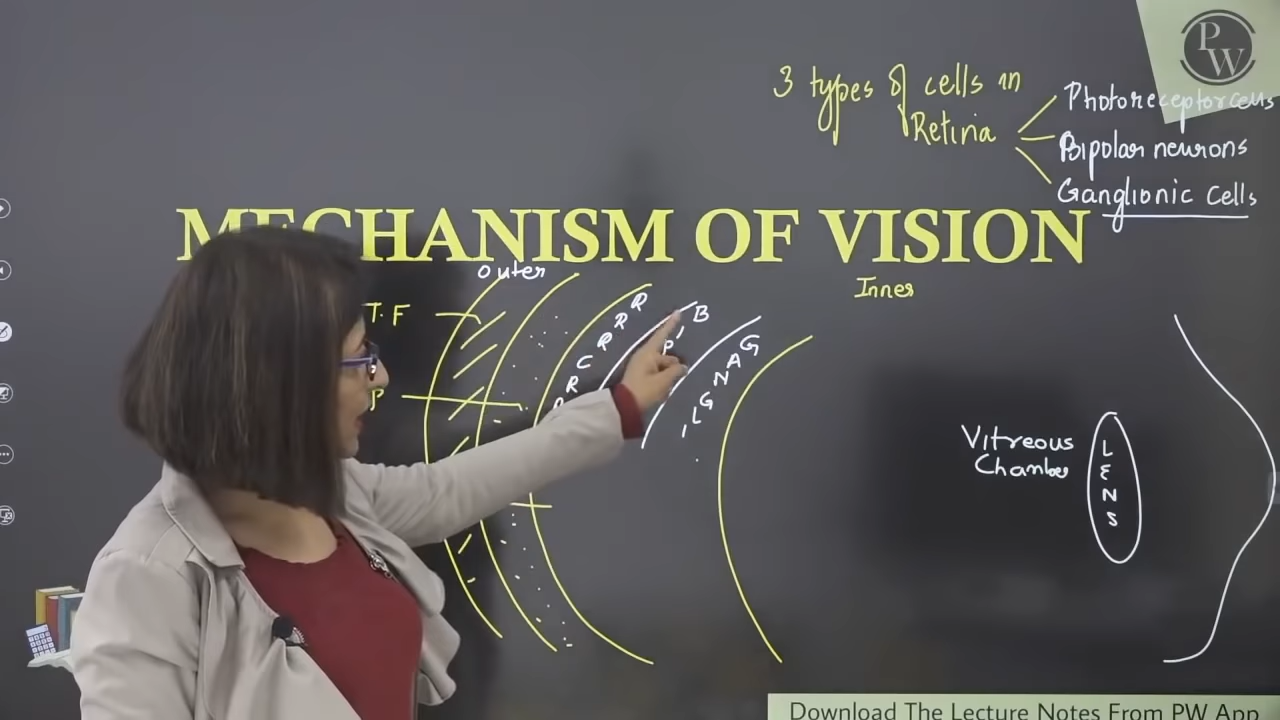 PW
3 types of cells in
Retina
Photoreceptor cells
Bipolar neurons
Ganglionic cells
MECHANISM OF VISION
outer
Inner
T.F
P
R
R
R
C
R
B
I
P
G
A
N
G
L
I
Vitreous
Chamber
L
E
N
S
Download The Lecture Notes From PW App